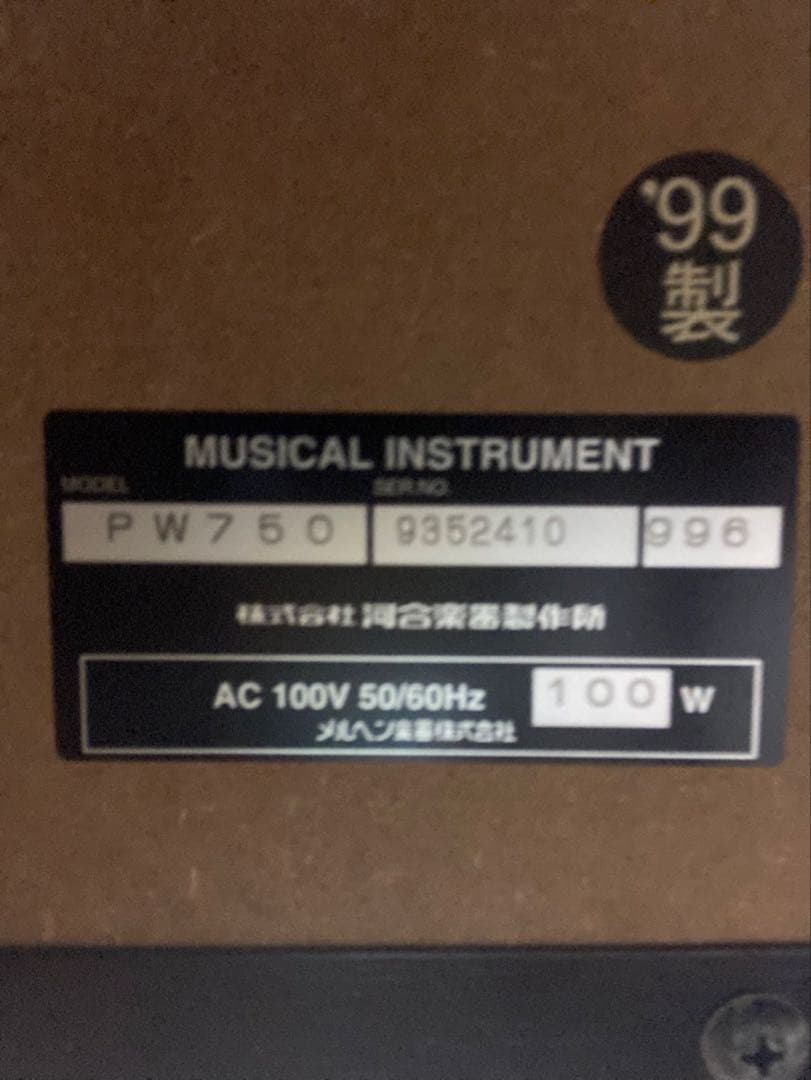 '99
製
MUSICAL INSTRUMENT
MODEL SER.NO.
PW750 9352410 996
株式会社 河合楽器製作所
AC 100V 50/60Hz 100 W
メルヘン楽器株式会社